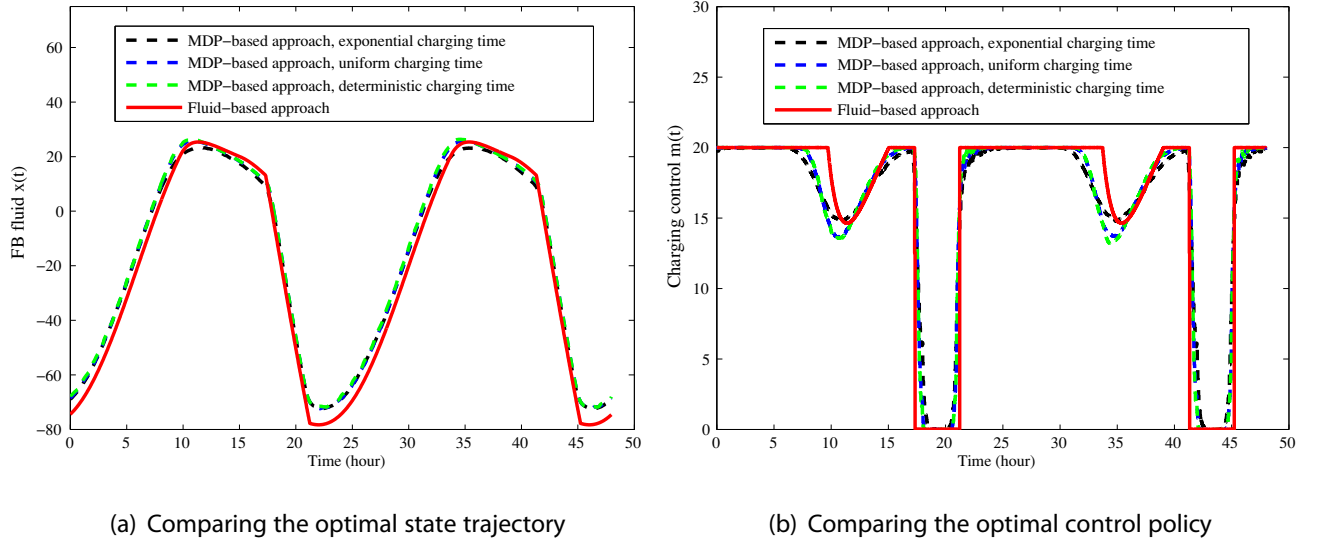 60
40
20
0
−20
−40
−60
−80
FB fluid x(t)
MDP−based approach, exponential charging time
MDP−based approach, uniform charging time
MDP−based approach, deterministic charging time
Fluid−based approach
0 5 10 15 20 25 30 35 40 45 50
Time (hour)
(a) Comparing the optimal state trajectory
30
25
20
15
10
5
0
Charging control m(t)
MDP−based approach, exponential charging time
MDP−based approach, uniform charging time
MDP−based approach, deterministic charging time
Fluid−based approach
0 5 10 15 20 25 30 35 40 45 50
Time (hour)
(b) Comparing the optimal control policy